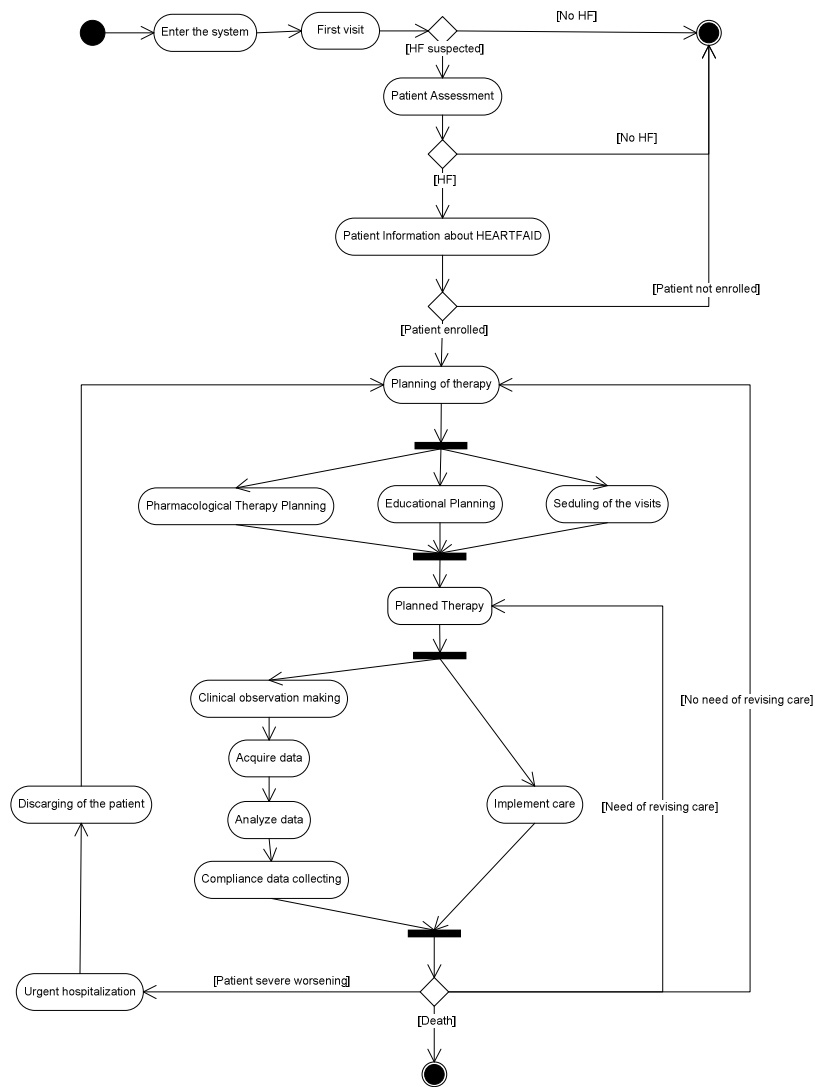 [No HF]
Enter the system
First visit
[HF suspected]
Patient Assessment
[No HF]
[HF]
Patient Information about HEARTFAID
[Patient not enrolled]
[Patient enrolled]
Planning of therapy
Pharmacological Therapy Planning
Educational Planning
Seduling of the visits
Planned Therapy
Clinical observation making
[No need of revising care]
Acquire data
Discarging of the patient
Implement care
[Need of revising care]
Analyze data
Compliance data collecting
[Patient severe worsening]
Urgent hospitalization
[Death]